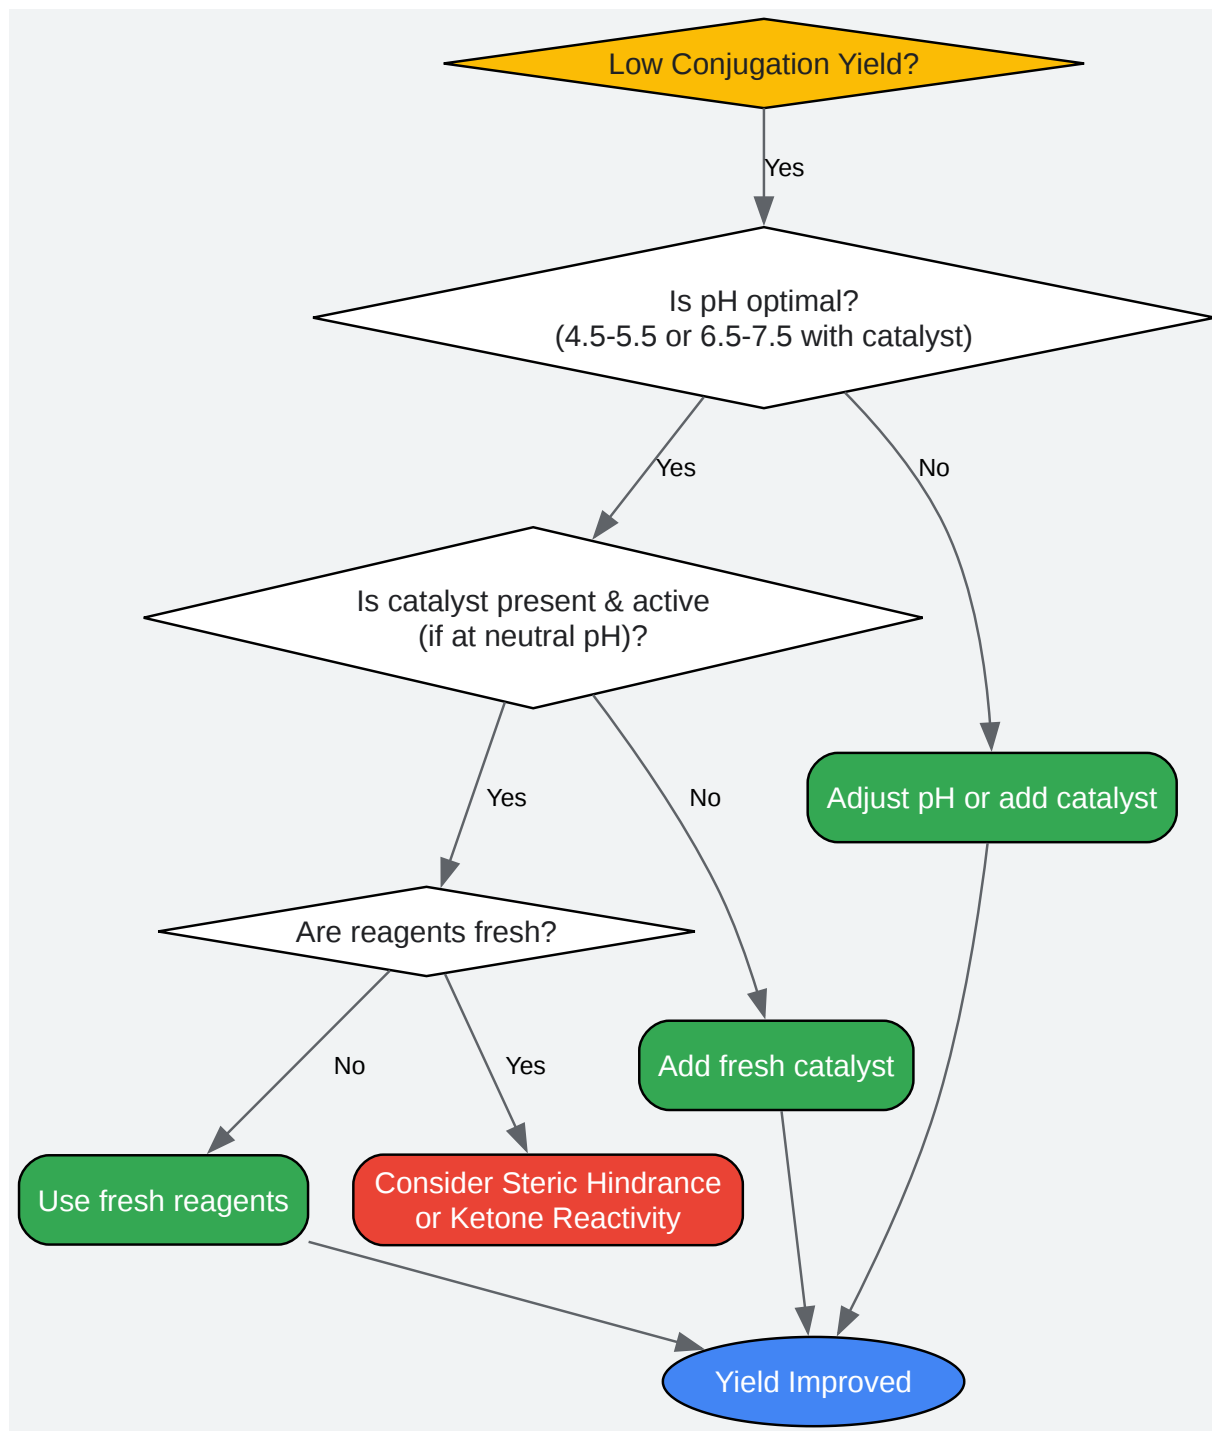 Low Conjugation Yield?
Yes
Is pH optimal?
(4.5-5.5 or 6.5-7.5 with catalyst)
Yes
No
Is catalyst present & active
(if at neutral pH)?
Yes
No
Adjust pH or add catalyst
Are reagents fresh?
No
Yes
Add fresh catalyst
Use fresh reagents
Consider Steric Hindrance
or Ketone Reactivity
Yield Improved